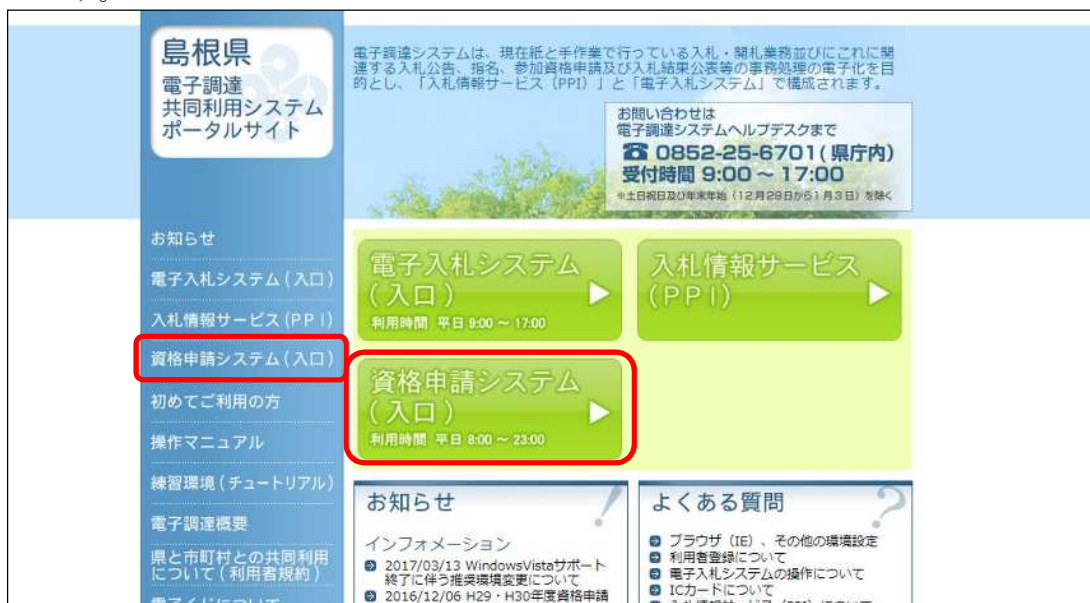 島根県
電子調達
共同利用システム
ポータルサイト
電子調達システムは、現在紙と手作業で行っている入札・開札業務並びにこれに関
連する入札公告、指名、参加資格申請及び入札結果公表等の事務処理の電子化を目
的とし、「入札情報サービス（PPI）」と「電子入札システム」で構成されます。
お問い合わせは
電子調達システムヘルプデスクまで
0852-25-6701(県庁内)
受付時間 9:00 ～ 17:00
※土日祝日及び年末年始（12月29日から1月3日）を除く
お知らせ
電子入札システム(入口)
入札情報サービス(PPI)
資格申請システム(入口)
初めてご利用の方
操作マニュアル
練習環境(チュートリアル)
電子調達概要
県と市町村との共同利用
について(利用者規約)
電子入札システム
(入口)
利用時間 平日 9:00 ～ 17:00
入札情報サービス
(PPI)
資格申請システム
(入口)
利用時間 平日 8:00 ～ 23:00
お知らせ
インフォメーション
2017/03/13 WindowsVistaサポート
終了に伴う推奨環境変更について
2016/12/06 H29・H30年度資格申請
よくある質問
ブラウザ（IE）、その他の環境設定
利用者登録について
電子入札システムの操作について
ICカードについて